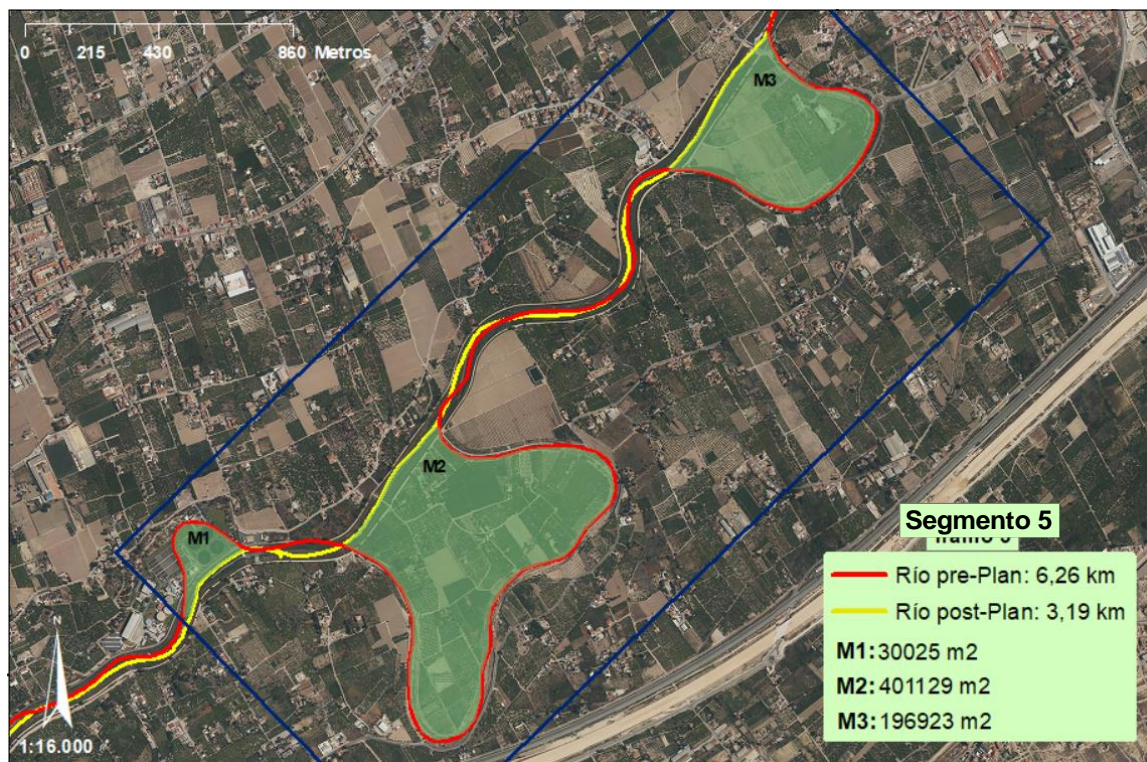 0 215 430 860 Metros
M3
M2
M1
Segmento 5
Río pre-Plan: 6,26 km
Río post-Plan: 3,19 km
M1: 30025 m2
M2: 401129 m2
M3: 196923 m2
N
1:16.000